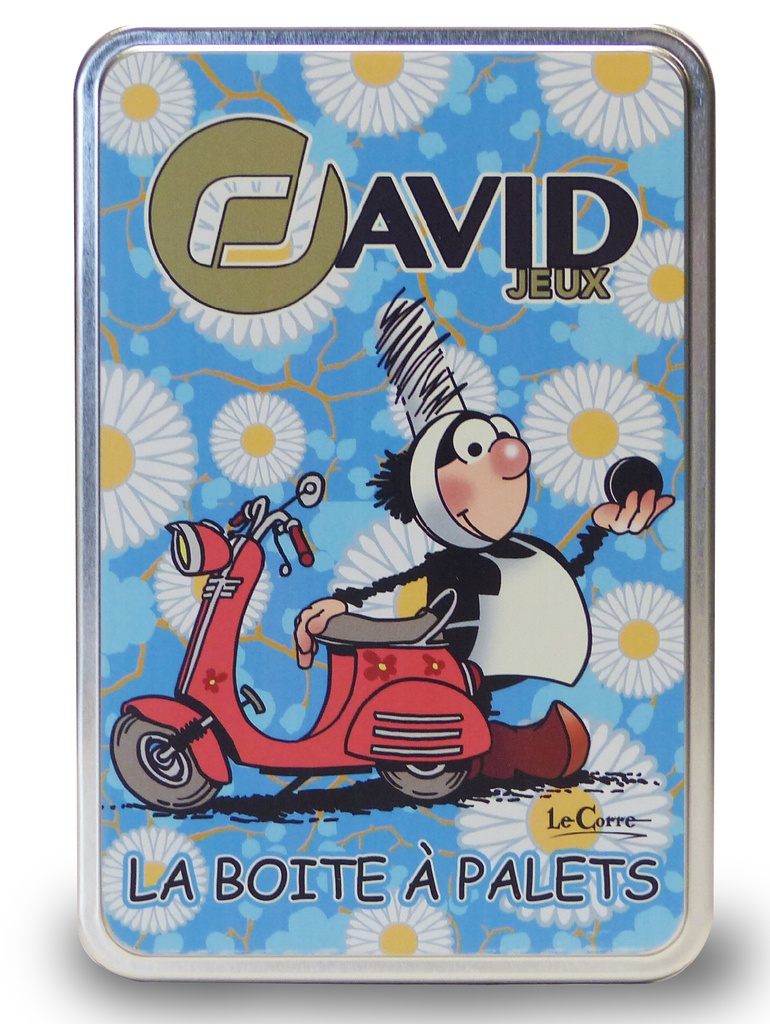 DAVID
JEUX
Le Corre
LA BOITE À PALETS